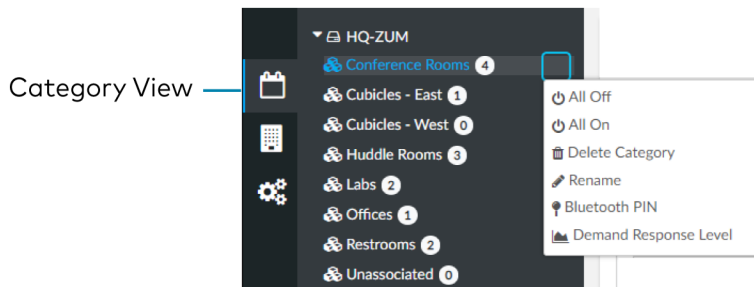 HQ-ZUM
Conference Rooms 4
Category View
Cubicles - East 1
Cubicles - West 0
Huddle Rooms 3
Labs 2
Offices 1
Restrooms 2
Unassociated 0
All Off
All On
Delete Category
Rename
Bluetooth PIN
Demand Response Level